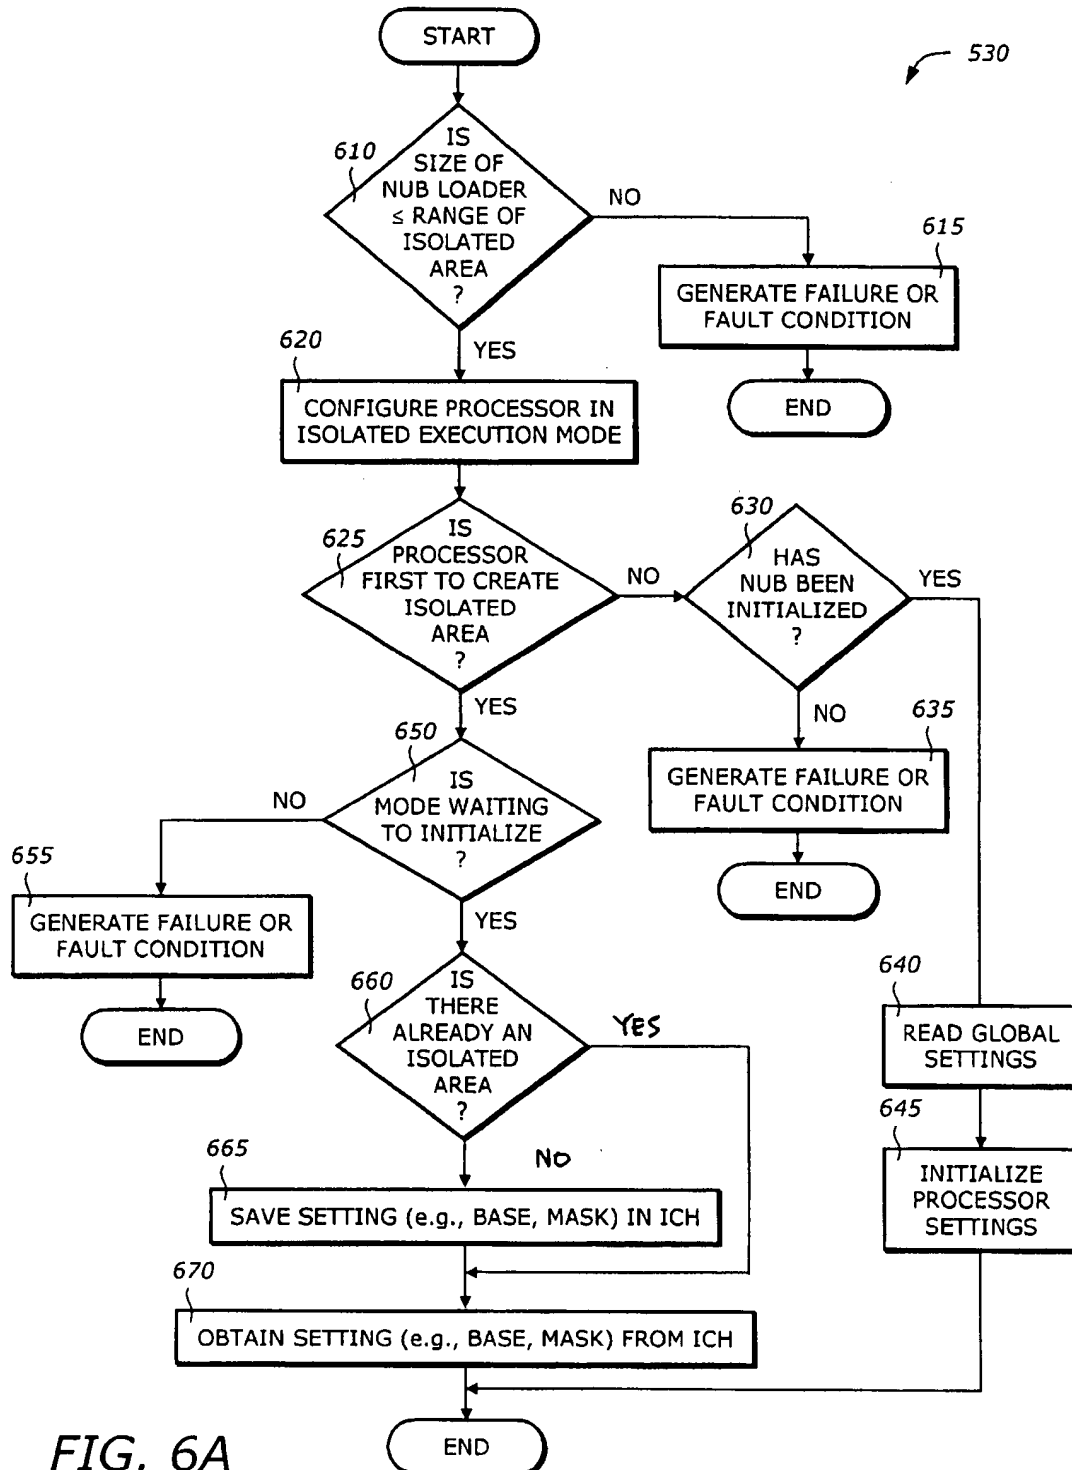 START
530
610
IS
SIZE OF
NUB LOADER
≤ RANGE OF
ISOLATED
AREA
?
NO
615
GENERATE FAILURE OR
FAULT CONDITION
END
YES
620
CONFIGURE PROCESSOR IN
ISOLATED EXECUTION MODE
625
IS
PROCESSOR
FIRST TO CREATE
ISOLATED
AREA
?
NO
630
HAS
NUB BEEN
INITIALIZED
?
YES
NO
635
GENERATE FAILURE OR
FAULT CONDITION
END
YES
650
IS
MODE WAITING
TO INITIALIZE
?
NO
655
GENERATE FAILURE OR
FAULT CONDITION
END
YES
660
IS
THERE
ALREADY AN
ISOLATED
AREA
?
YES
NO
640
READ GLOBAL
SETTINGS
645
INITIALIZE
PROCESSOR
SETTINGS
665
SAVE SETTING (e.g., BASE, MASK) IN ICH
670
OBTAIN SETTING (e.g., BASE, MASK) FROM ICH
END
FIG. 6A